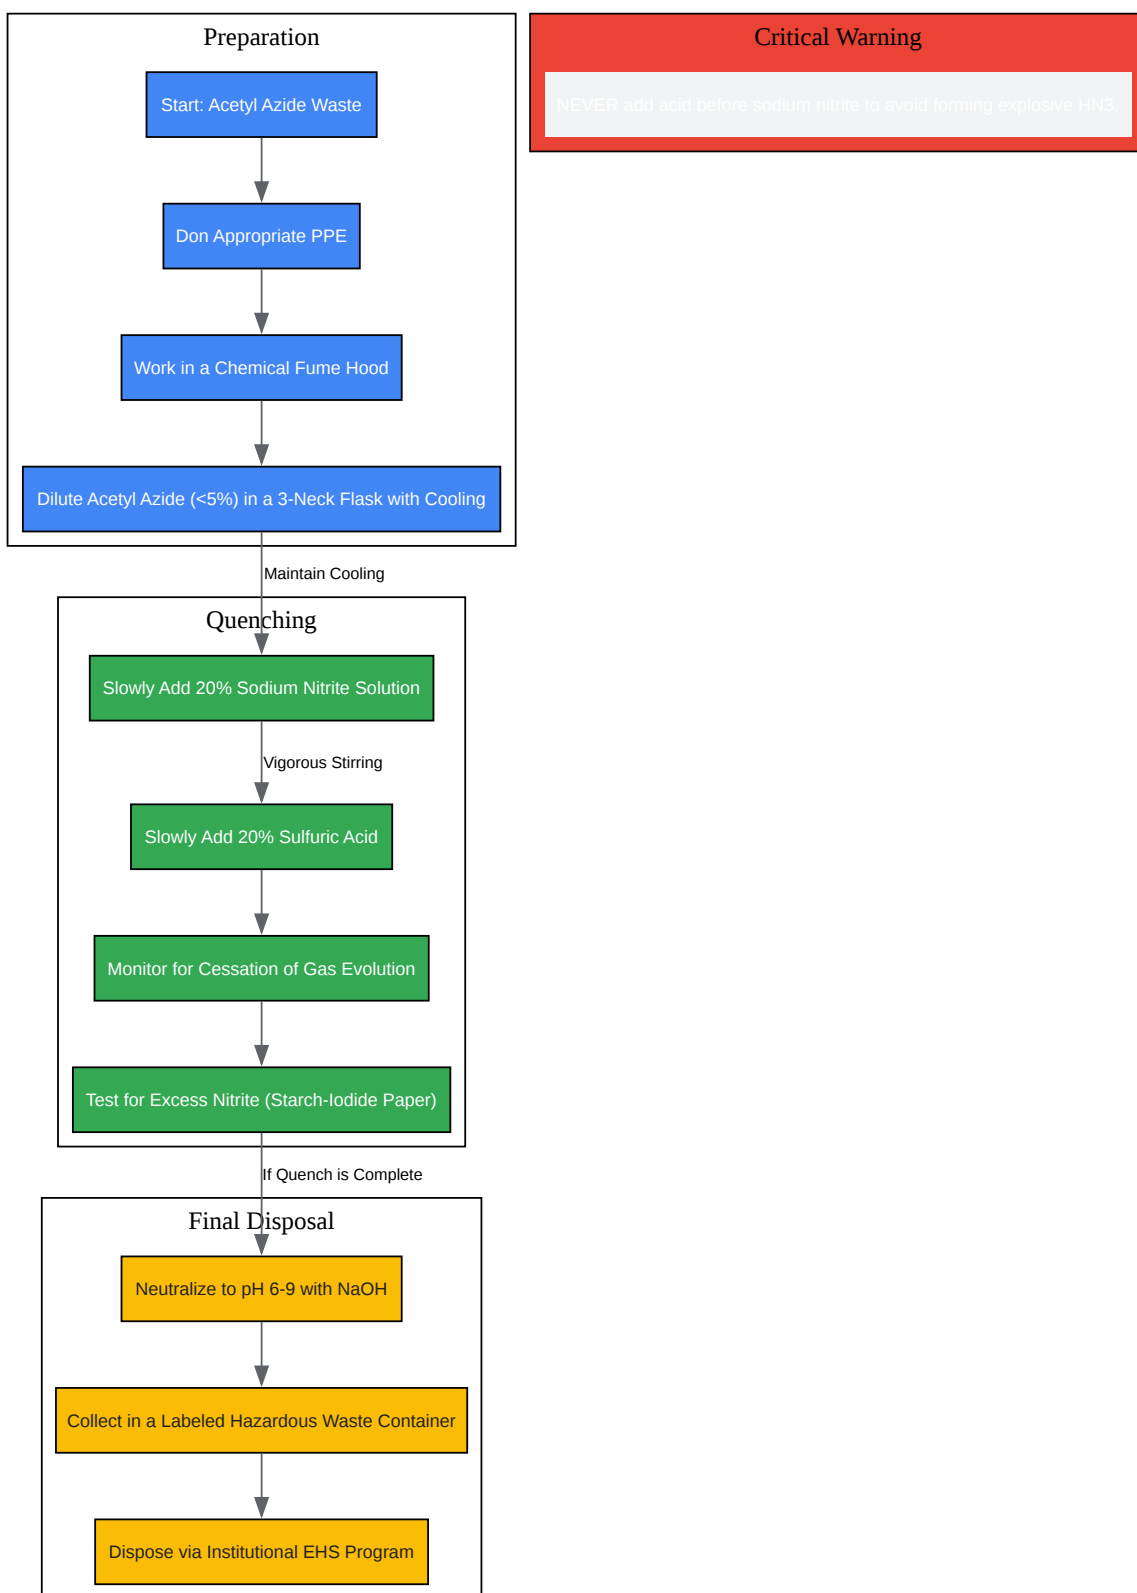 Preparation
Start: Acetyl Azide Waste
Don Appropriate PPE
Work in a Chemical Fume Hood
Dilute Acetyl Azide (<5%) in a 3-Neck Flask with Cooling
Maintain Cooling
Quenching
Slowly Add 20% Sodium Nitrite Solution
Vigorous Stirring
Slowly Add 20% Sulfuric Acid
Monitor for Cessation of Gas Evolution
Test for Excess Nitrite (Starch-Iodide Paper)
If Quench is Complete
Final Disposal
Neutralize to pH 6-9 with NaOH
Collect in a Labeled Hazardous Waste Container
Dispose via Institutional EHS Program
Critical Warning
NEVER add acid before sodium nitrite to avoid forming explosive HN3.